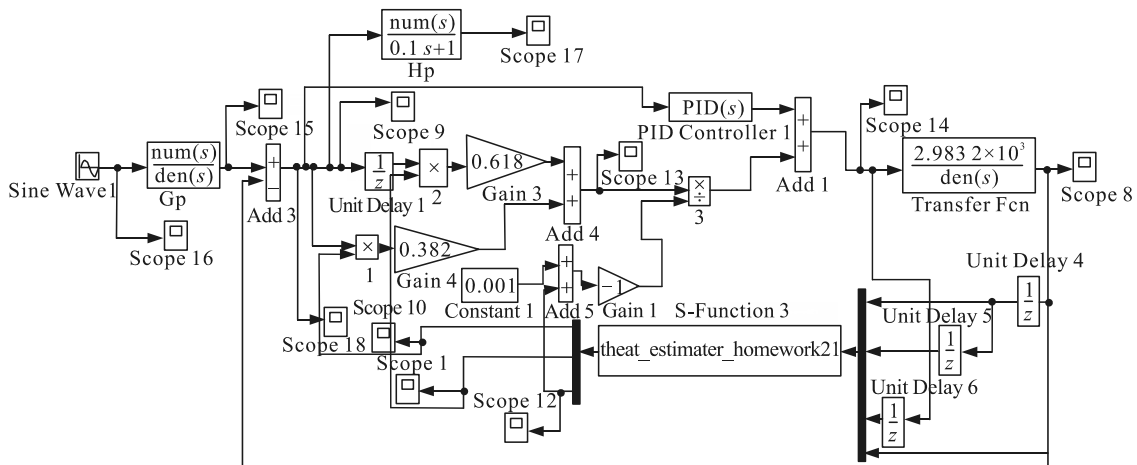 num(s)
0.1 s+1
Hp
Scope 17
Scope 15
Scope 9
PID(s)
PID Controller 1
+
+
Add 1
Scope 14
Sine Wave1
num(s)
den(s)
Gp
+
−
Add 3
1
z
Unit Delay 1
×
2
0.618
Gain 3
+
+
Add 4
Scope 13
×
÷
3
2.983 2×10³
den(s)
Transfer Fcn
Scope 8
Scope 16
×
1
0.382
Gain 4
0.001
Constant 1
+
+
Add 5
−1
Gain 1
Unit Delay 4
1
z
Scope 18
Scope 10
Scope 1
Scope 12
S-Function 3
theat_estimater_homework21
Unit Delay 5
1
z
Unit Delay 6
1
z